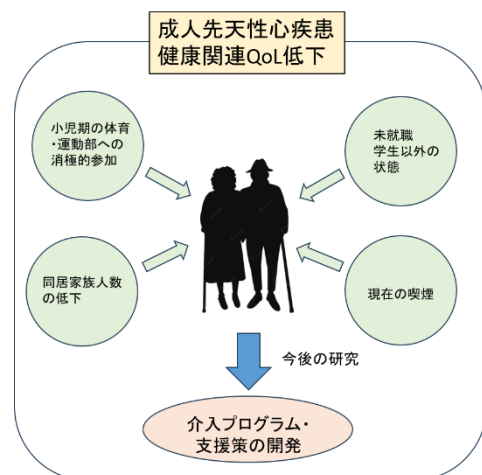 成人先天性心疾患
健康関連QoL低下
小児期の体育
・運動部への
消極的参加
未就職
学生以外の
状態
同居家族人数
の低下
現在の喫煙
今後の研究
介入プログラム・
支援策の開発